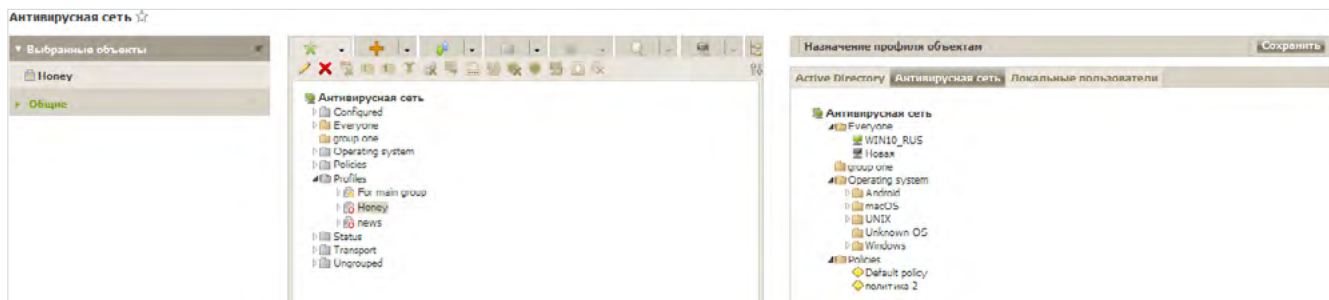 Антивирусная сеть
Выбранные объекты
Honey
Общие
Антивирусная сеть
Configured
Everyone
group one
Operating system
Policies
Profiles
For main group
Honey
news
Status
Transport
Ungrouped
Назначение профиля объектам
Сохранить
Active Directory Антивирусная сеть Локальные пользователи
Антивирусная сеть
Everyone
WIN10_RUS
Новая
group one
Operating system
Android
macOS
UNIX
Unknown OS
Windows
Policies
Default policy
политика 2